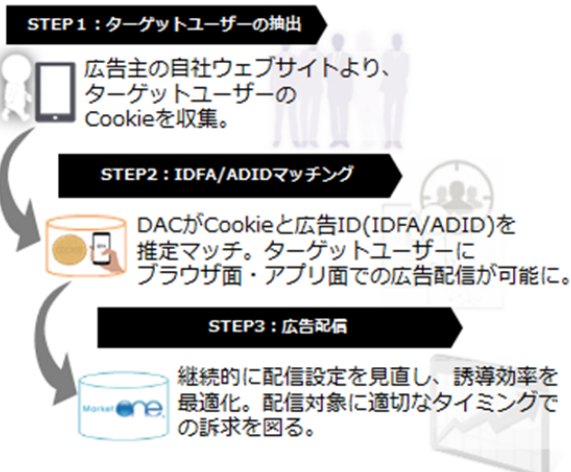 STEP1：ターゲットユーザーの抽出
広告主の自社ウェブサイトより、
ターゲットユーザーの
Cookieを収集。
STEP2：IDFA/ADIDマッチング
COOKIE
DACがCookieと広告ID(IDFA/ADID)を
推定マッチ。ターゲットユーザーに
ブラウザ面・アプリ面での広告配信が可能に。
STEP3：広告配信
Market one.
継続的に配信設定を見直し、誘導効率を
最適化。配信対象に適切なタイミングで
の訴求を図る。